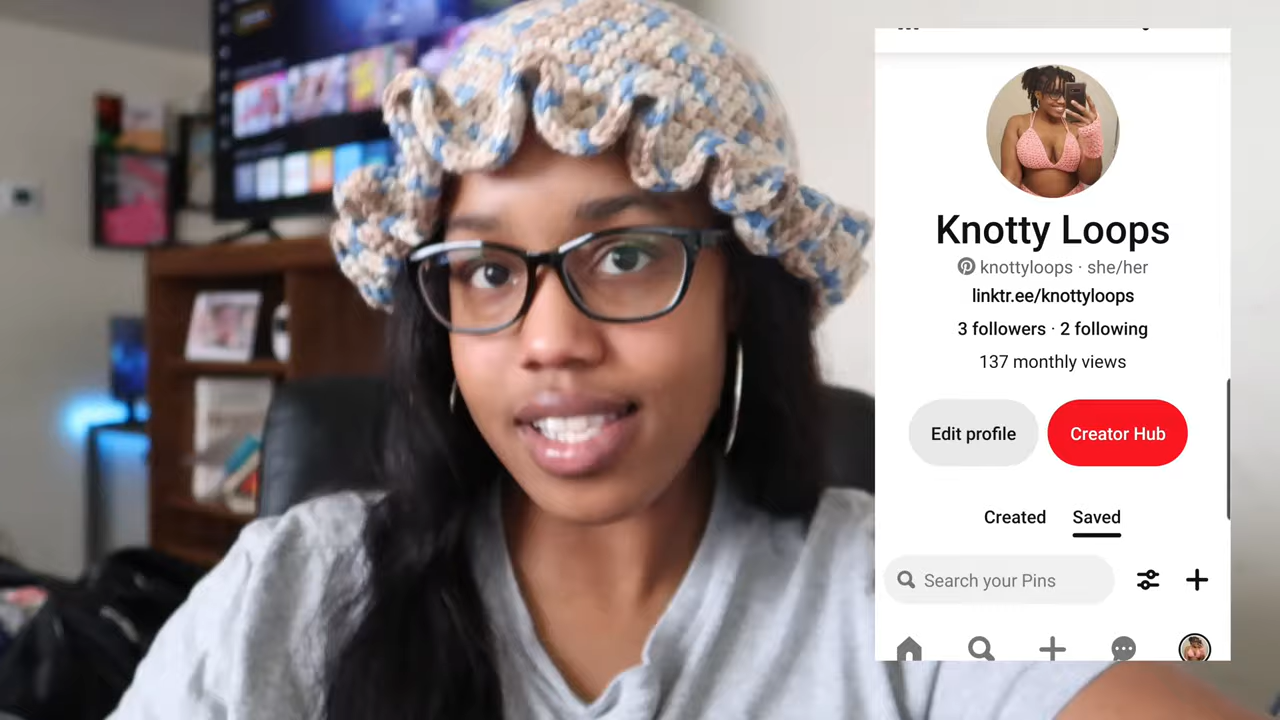 Knotty Loops
knottyloops · she/her
linktr.ee/knottyloops
3 followers · 2 following
137 monthly views
Edit profile
Creator Hub
Created
Saved
Search your Pins